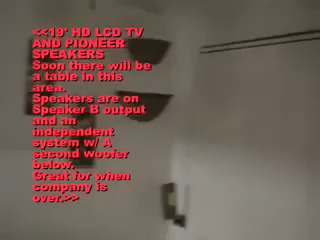 <<19" HD LCD TV
AND PIONEER
SPEAKERS
Soon there will be
a table in this
area.
Speakers are on
Speaker B output
and an
independent
system w/ A
second woofer
below.
Great for when
company is
over.>>